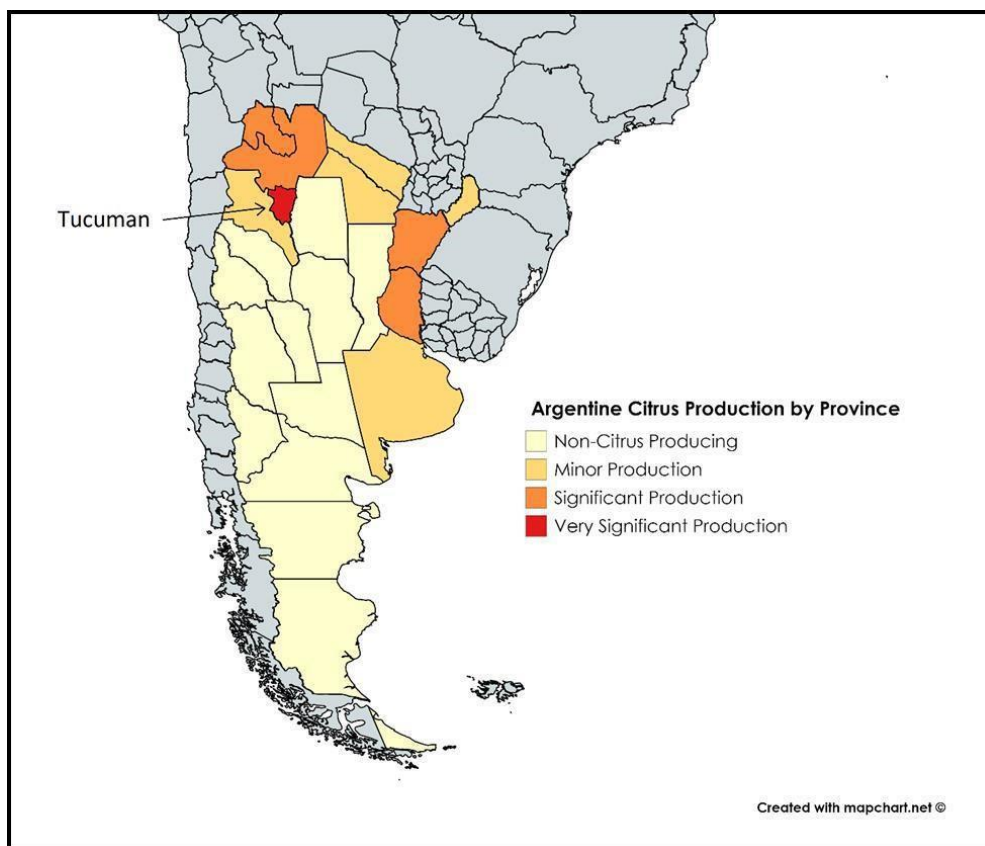 Tucuman
Argentine Citrus Production by Province
Non-Citrus Producing
Minor Production
Significant Production
Very Significant Production
Created with mapchart.net ©